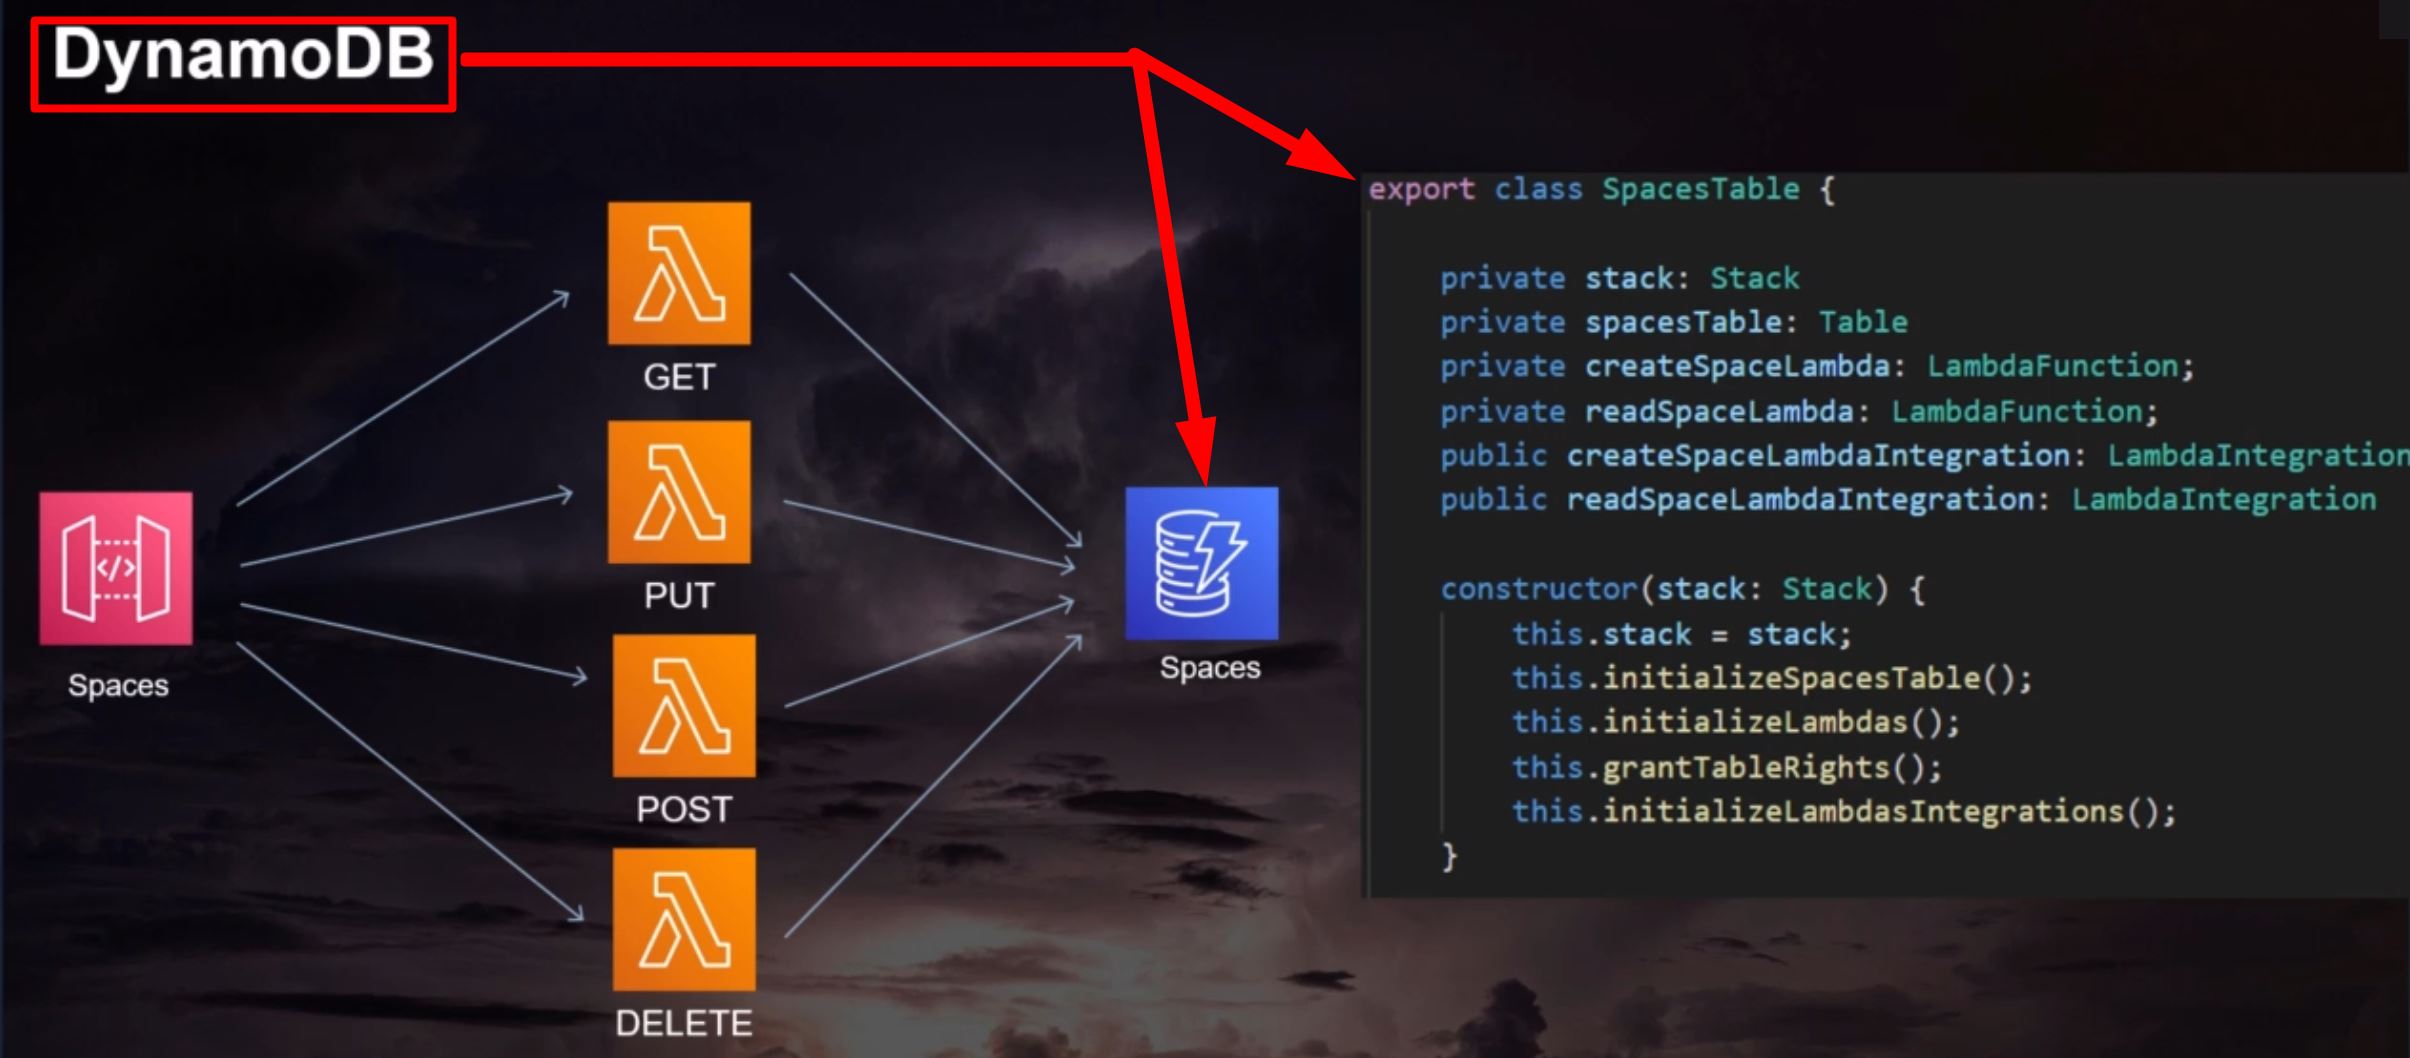 DynamoDB
GET
PUT
POST
DELETE
Spaces
</>
Spaces
export class SpacesTable {
private stack: Stack
private spacesTable: Table
private createSpaceLambda: LambdaFunction;
private readSpaceLambda: LambdaFunction;
public createSpaceLambdaIntegration: LambdaIntegration
public readSpaceLambdaIntegration: LambdaIntegration
constructor(stack: Stack) {
this.stack = stack;
this.initializeSpacesTable();
this.initializeLambdas();
this.grantTableRights();
this.initializeLambdasIntegrations();
}